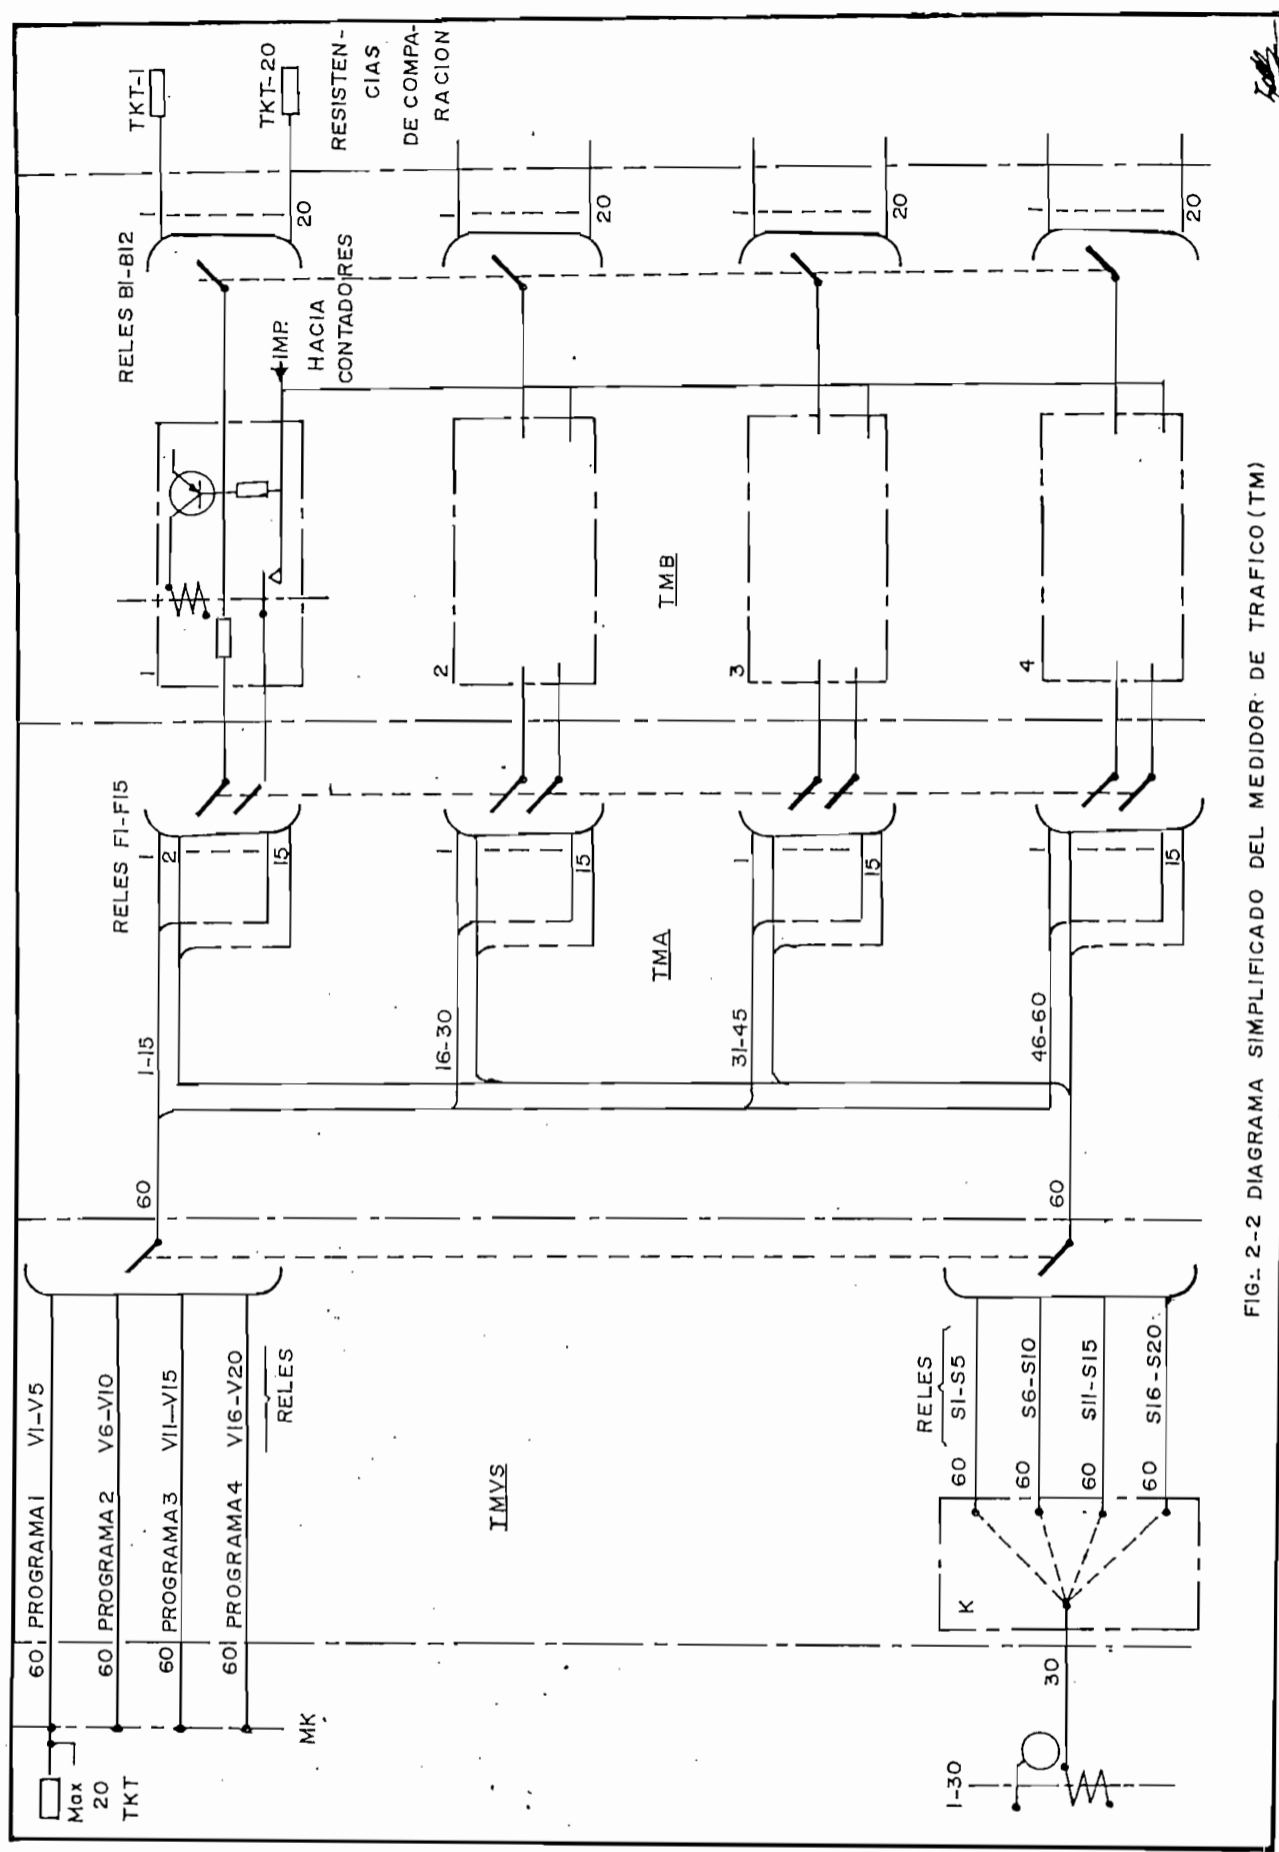 Max
20
TKT
60 PROGRAMA 1 V1-V5
60 PROGRAMA 2 V6-V10
60 PROGRAMA 3 V11-V15
60 PROGRAMA 4 V16-V20
RELES
MK
60
1-15
RELES F1-F15
1
2
15
1
RELES B1-B12
IMP.
HACIA
CONTADORES
1
20
TKT-1
TKT-20
RESISTEN-
CIAS
DE COMPA-
RACION
16-30
1
15
2
1
20
TMVS
TMA
TMB
31-45
1
15
3
1
20
1-30
30
K
RELES
60 S1-S5
60 S6-S10
60 S11-S15
60 S16-S20
60
46-60
1
15
4
1
20
FIG. 2-2 DIAGRAMA SIMPLIFICADO DEL MEDIDOR DE TRAFICO (TM)